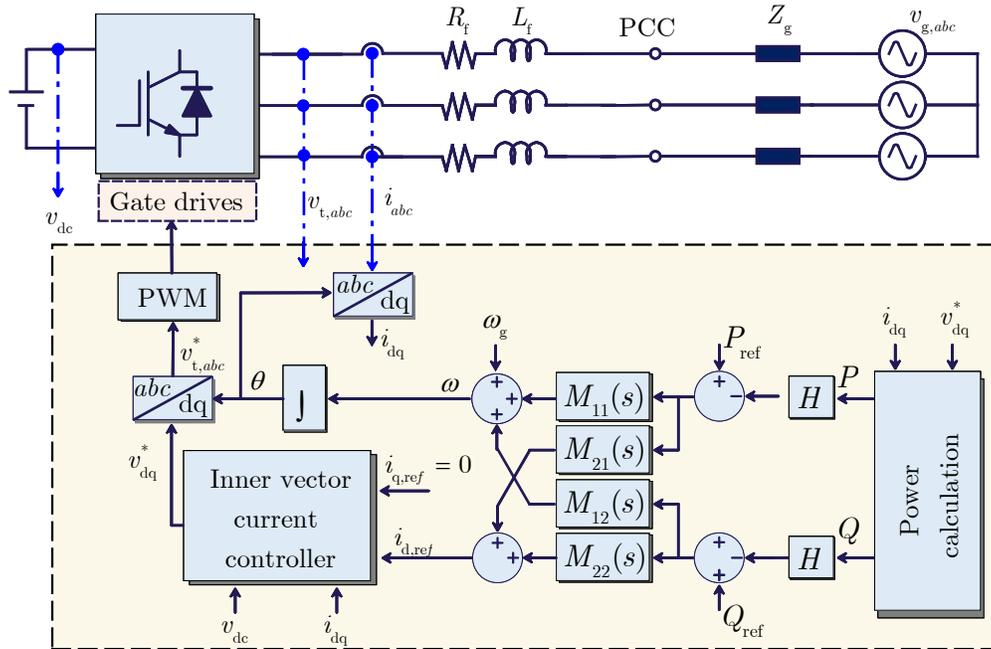 R_f L_f PCC Z_g v_g,abc
Gate drives
v_dc
v_t,abc
i_abc
PWM
abc
dq
i_dq
ω_g
P_ref
i_dq
v*_dq
v*_t,abc
abc
dq
θ
∫
ω
+
+
+
M_11(s)
+
−
H
P
M_21(s)
M_12(s)
M_22(s)
v*_dq
Inner vector
current
controller
i_q,ref = 0
i_d,ref
+
+
−
+
H
Q
Power
calculation
v_dc
i_dq
Q_ref